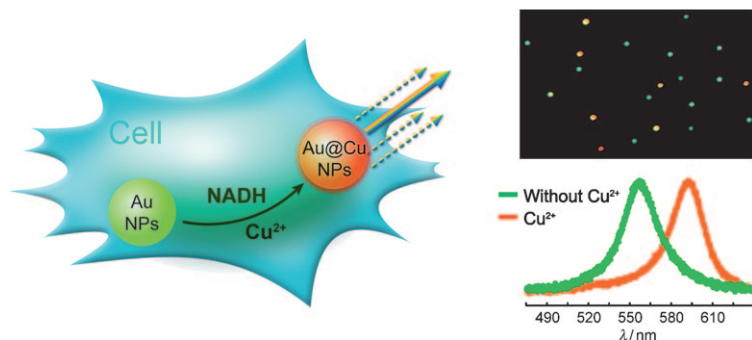 Cell
Au
NPs
NADH
Cu²⁺
Au@Cu
NPs
Without Cu²⁺
Cu²⁺
490 520 550 580 610
λ/nm